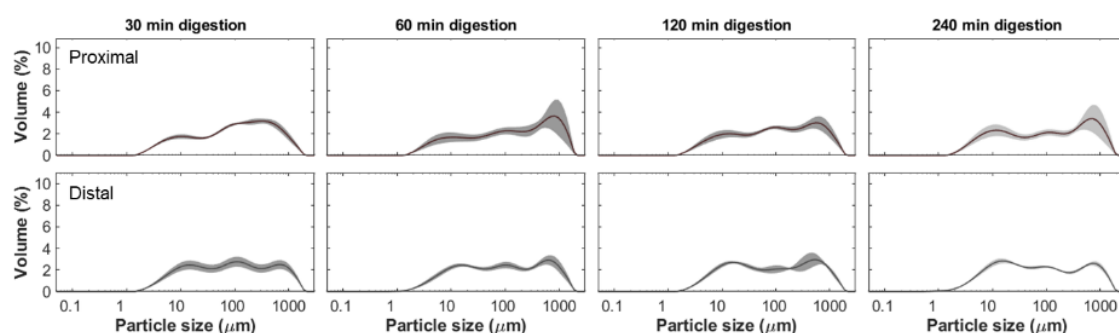 30 min digestion 60 min digestion 120 min digestion 240 min digestion
Proximal
Volume (%)
10
8
6
4
2
0
Distal
Volume (%)
10
8
6
4
2
0
0.1 1 10 100 1000 0.1 1 10 100 1000 0.1 1 10 100 1000 0.1 1 10 100 1000
Particle size (μm) Particle size (μm) Particle size (μm) Particle size (μm)